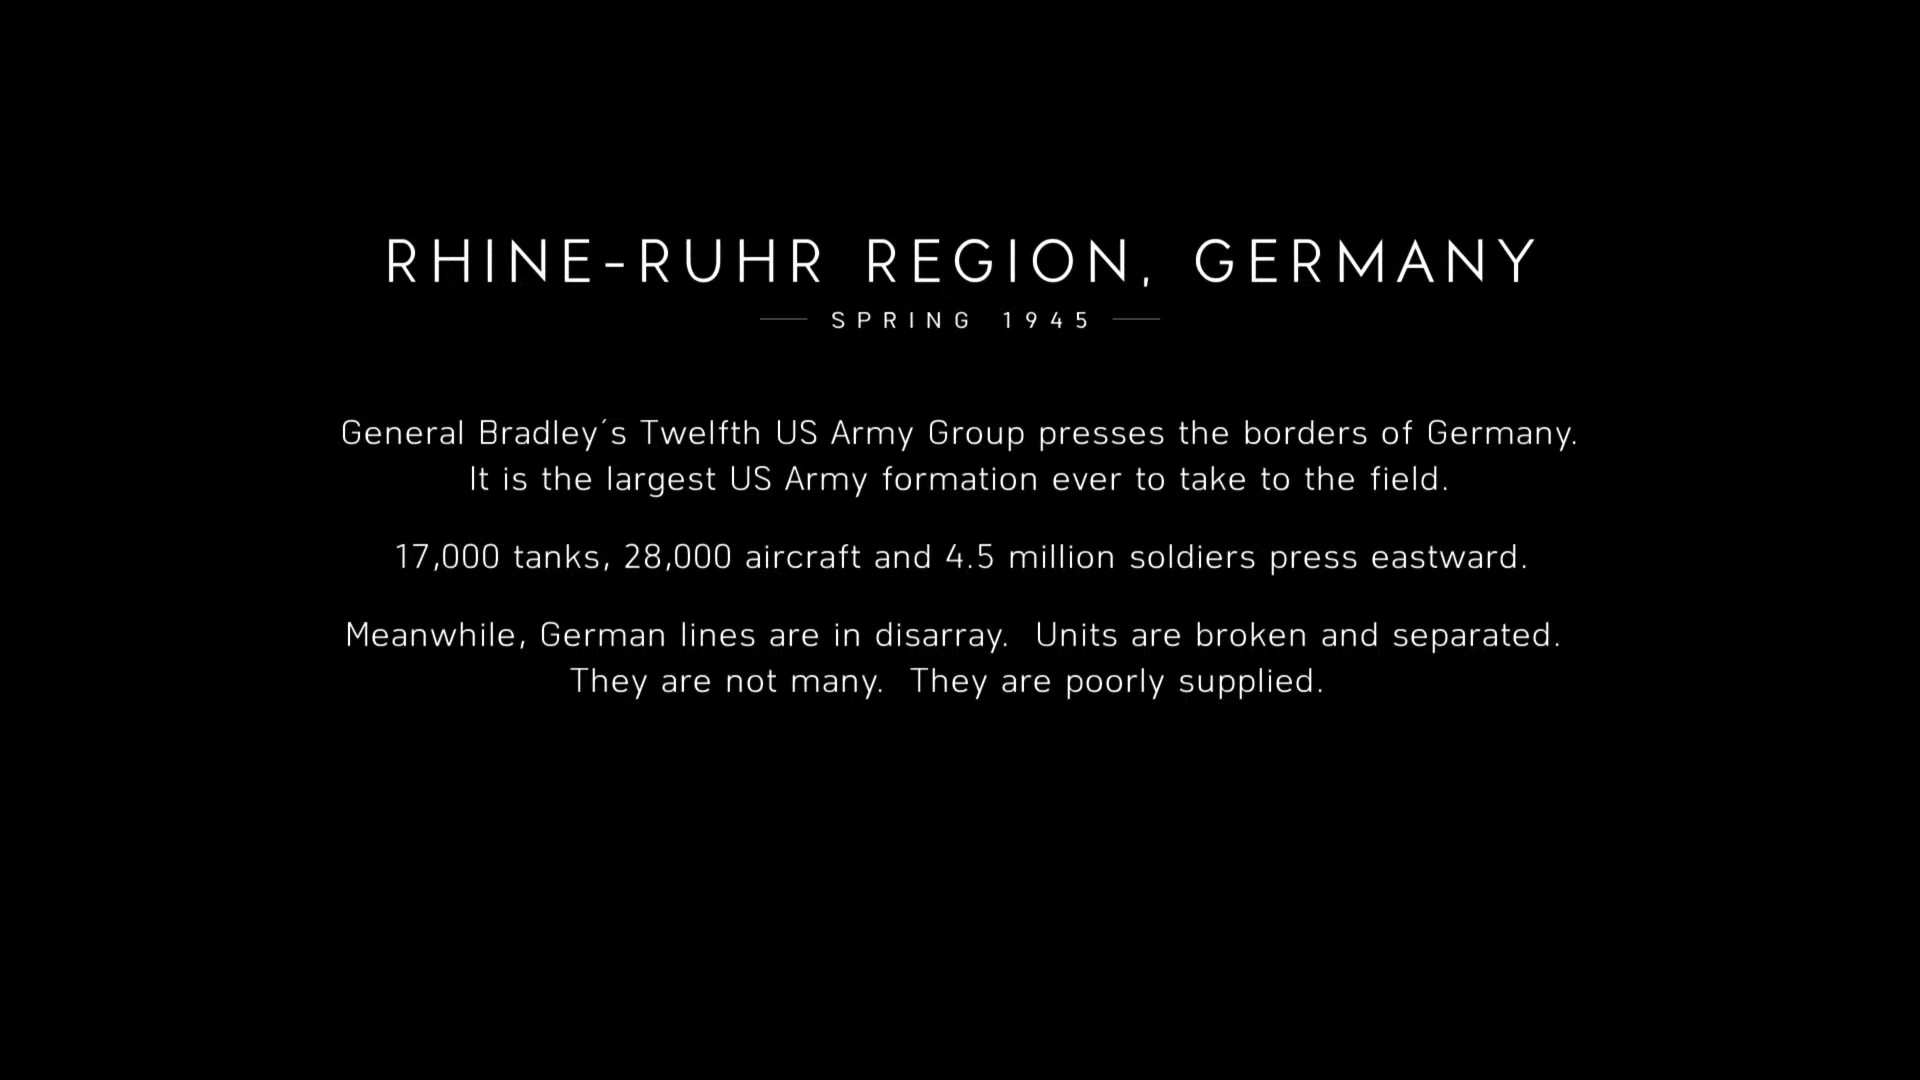 RHINE-RUHR REGION, GERMANY
SPRING 1945
General Bradley´s Twelfth US Army Group presses the borders of Germany.
It is the largest US Army formation ever to take to the field.
17,000 tanks, 28,000 aircraft and 4.5 million soldiers press eastward.
Meanwhile, German lines are in disarray.  Units are broken and separated.
They are not many.  They are poorly supplied.